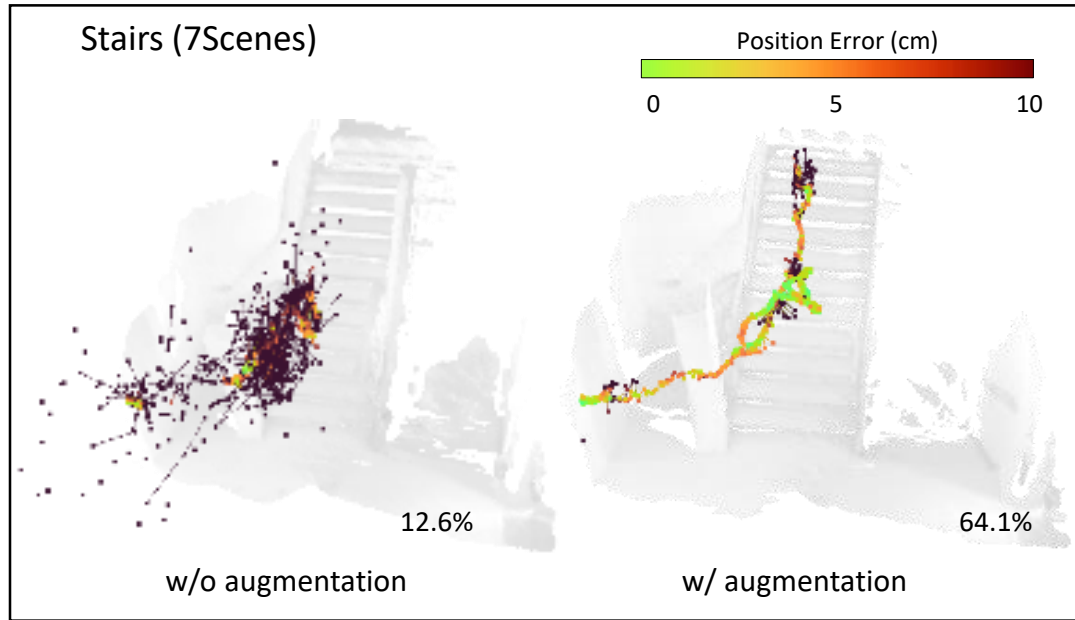 Stairs (7Scenes)
Position Error (cm)
0 5 10
12.6%
64.1%
w/o augmentation
w/ augmentation